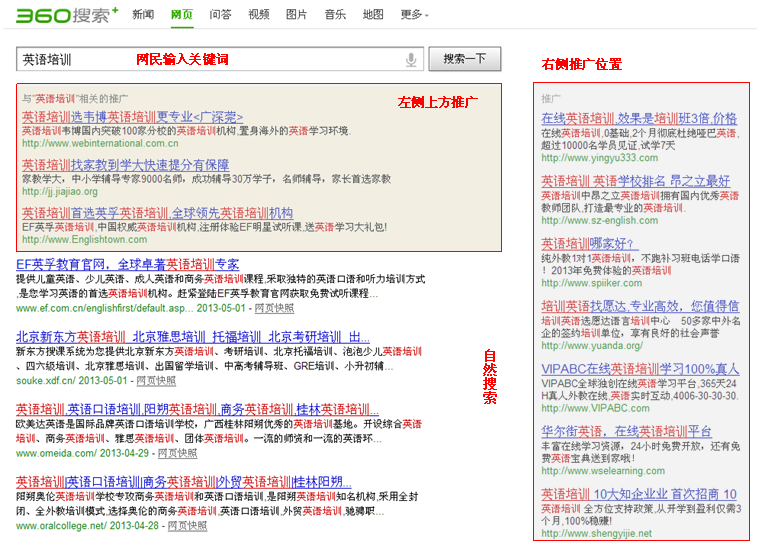 360搜索+ 新闻 网页 问答 视频 图片 音乐 地图 更多
英语培训 网民输入关键词 搜索一下
与"英语培训"相关的推广 左侧上方推广
英语培训选韦博英语培训更专业<广深莞>
英语培训韦博国内突破100家分校的英语培训机构,置身海外的英语学习环境.
http://www.webinternational.com.cn
英语培训找家教到学大快速提分有保障
家教学大，中小学辅导专家9000名师，成功辅导30万学子，名师辅导，家长首选家教
http://jj.jiajiao.org
英语培训首选英孚英语培训,全球领先英语培训机构
EF英孚英语培训,中国权威英语培训机构,注册体验EF明星试听课,送英语学习大礼包!
http://www.Englishtown.com
EF英孚教育官网，全球卓著英语培训专家
提供儿童英语、少儿英语、成人英语和商务英语培训课程,采取独特的英语口语和听力培训方式
,是您学习英语的首选英语培训机构。赶紧登陆EF英孚教育官网获取免费试听课程...
www.ef.com.cn/englishfirst/default.asp... 2013-05-01 - 网页快照
北京新东方英语培训_北京雅思培训_托福培训_北京考研培训_出...
新东方授课系统为您提供北京新东方英语培训、考研培训、北京托福培训、泡泡少儿英语培训
、四六级培训、北京雅思培训、出国留学培训、中高考辅导班、GRE培训、小升初辅...
souke.xdf.cn/ 2013-05-01 - 网页快照
英语培训,英语口语培训,阳朔英语培训,商务英语培训,桂林英语培训...
欧美达英语是国际品牌英语口语培训学校，广西桂林阳朔优秀的英语培训基地。开设综合英语培
训、商务英语培训、雅思英语培训、团体英语培训。一流的师资和一流的英语环...
www.omeida.com/ 2013-04-29 - 网页快照
英语培训|英语口语培训|商务英语培训|外贸英语培训|桂林阳朔...
阳朔奥伦英语培训学校专攻商务英语培训和英语口语培训,是阳朔英语培训知名机构,采用全封
闭、全外教培训模式,选择奥伦的商务英语培训,英语口语培训,外贸英语培训,驰骋职...
www.oralcollege.net/ 2013-04-28 - 网页快照
自然搜索
右侧推广位置
推广
在线英语培训,效果是培训班3倍,价格
在线英语培训,0基础,2个月彻底杜绝哑巴英语,
超过10000名学员见证,试学7天
http://www.yingyu333.com
英语培训 英语学校排名 昂之立最好
英语培训中昂之立英语培训拥有国内优秀英语
教师团队,打造最专业的英语培训.
http://www.sz-english.com
英语培训哪家好?
纯外教1对1英语培训，不跑补习班电话学口语
！2013年免费体验的英语培训
http://www.spiiker.com
培训英语找愿达,专业高效，您值得信
培训英语选愿达语言培训中心 50多家中外名
企的签约培训单位，享有良好的社会声誉
http://www.yuanda.org/
VIPABC在线英语培训学习100%真人
VIPABC全球独创在线英语学习平台,365天24
H真人外教在线,英语实时互动,4006-30-30-30.
http://www.VIPABC.com
华尔街英语，在线英语培训平台
丰富在线学习资源，24小时免费开放，还有免
费英语宝典送到家哦！
http://www.wselearning.com
英语培训 10大知企业业 首次招商 10
英语培训 全方位支持政策,从开学到盈利仅需3
个月,100%稳赚!
http://www.shengyijie.net